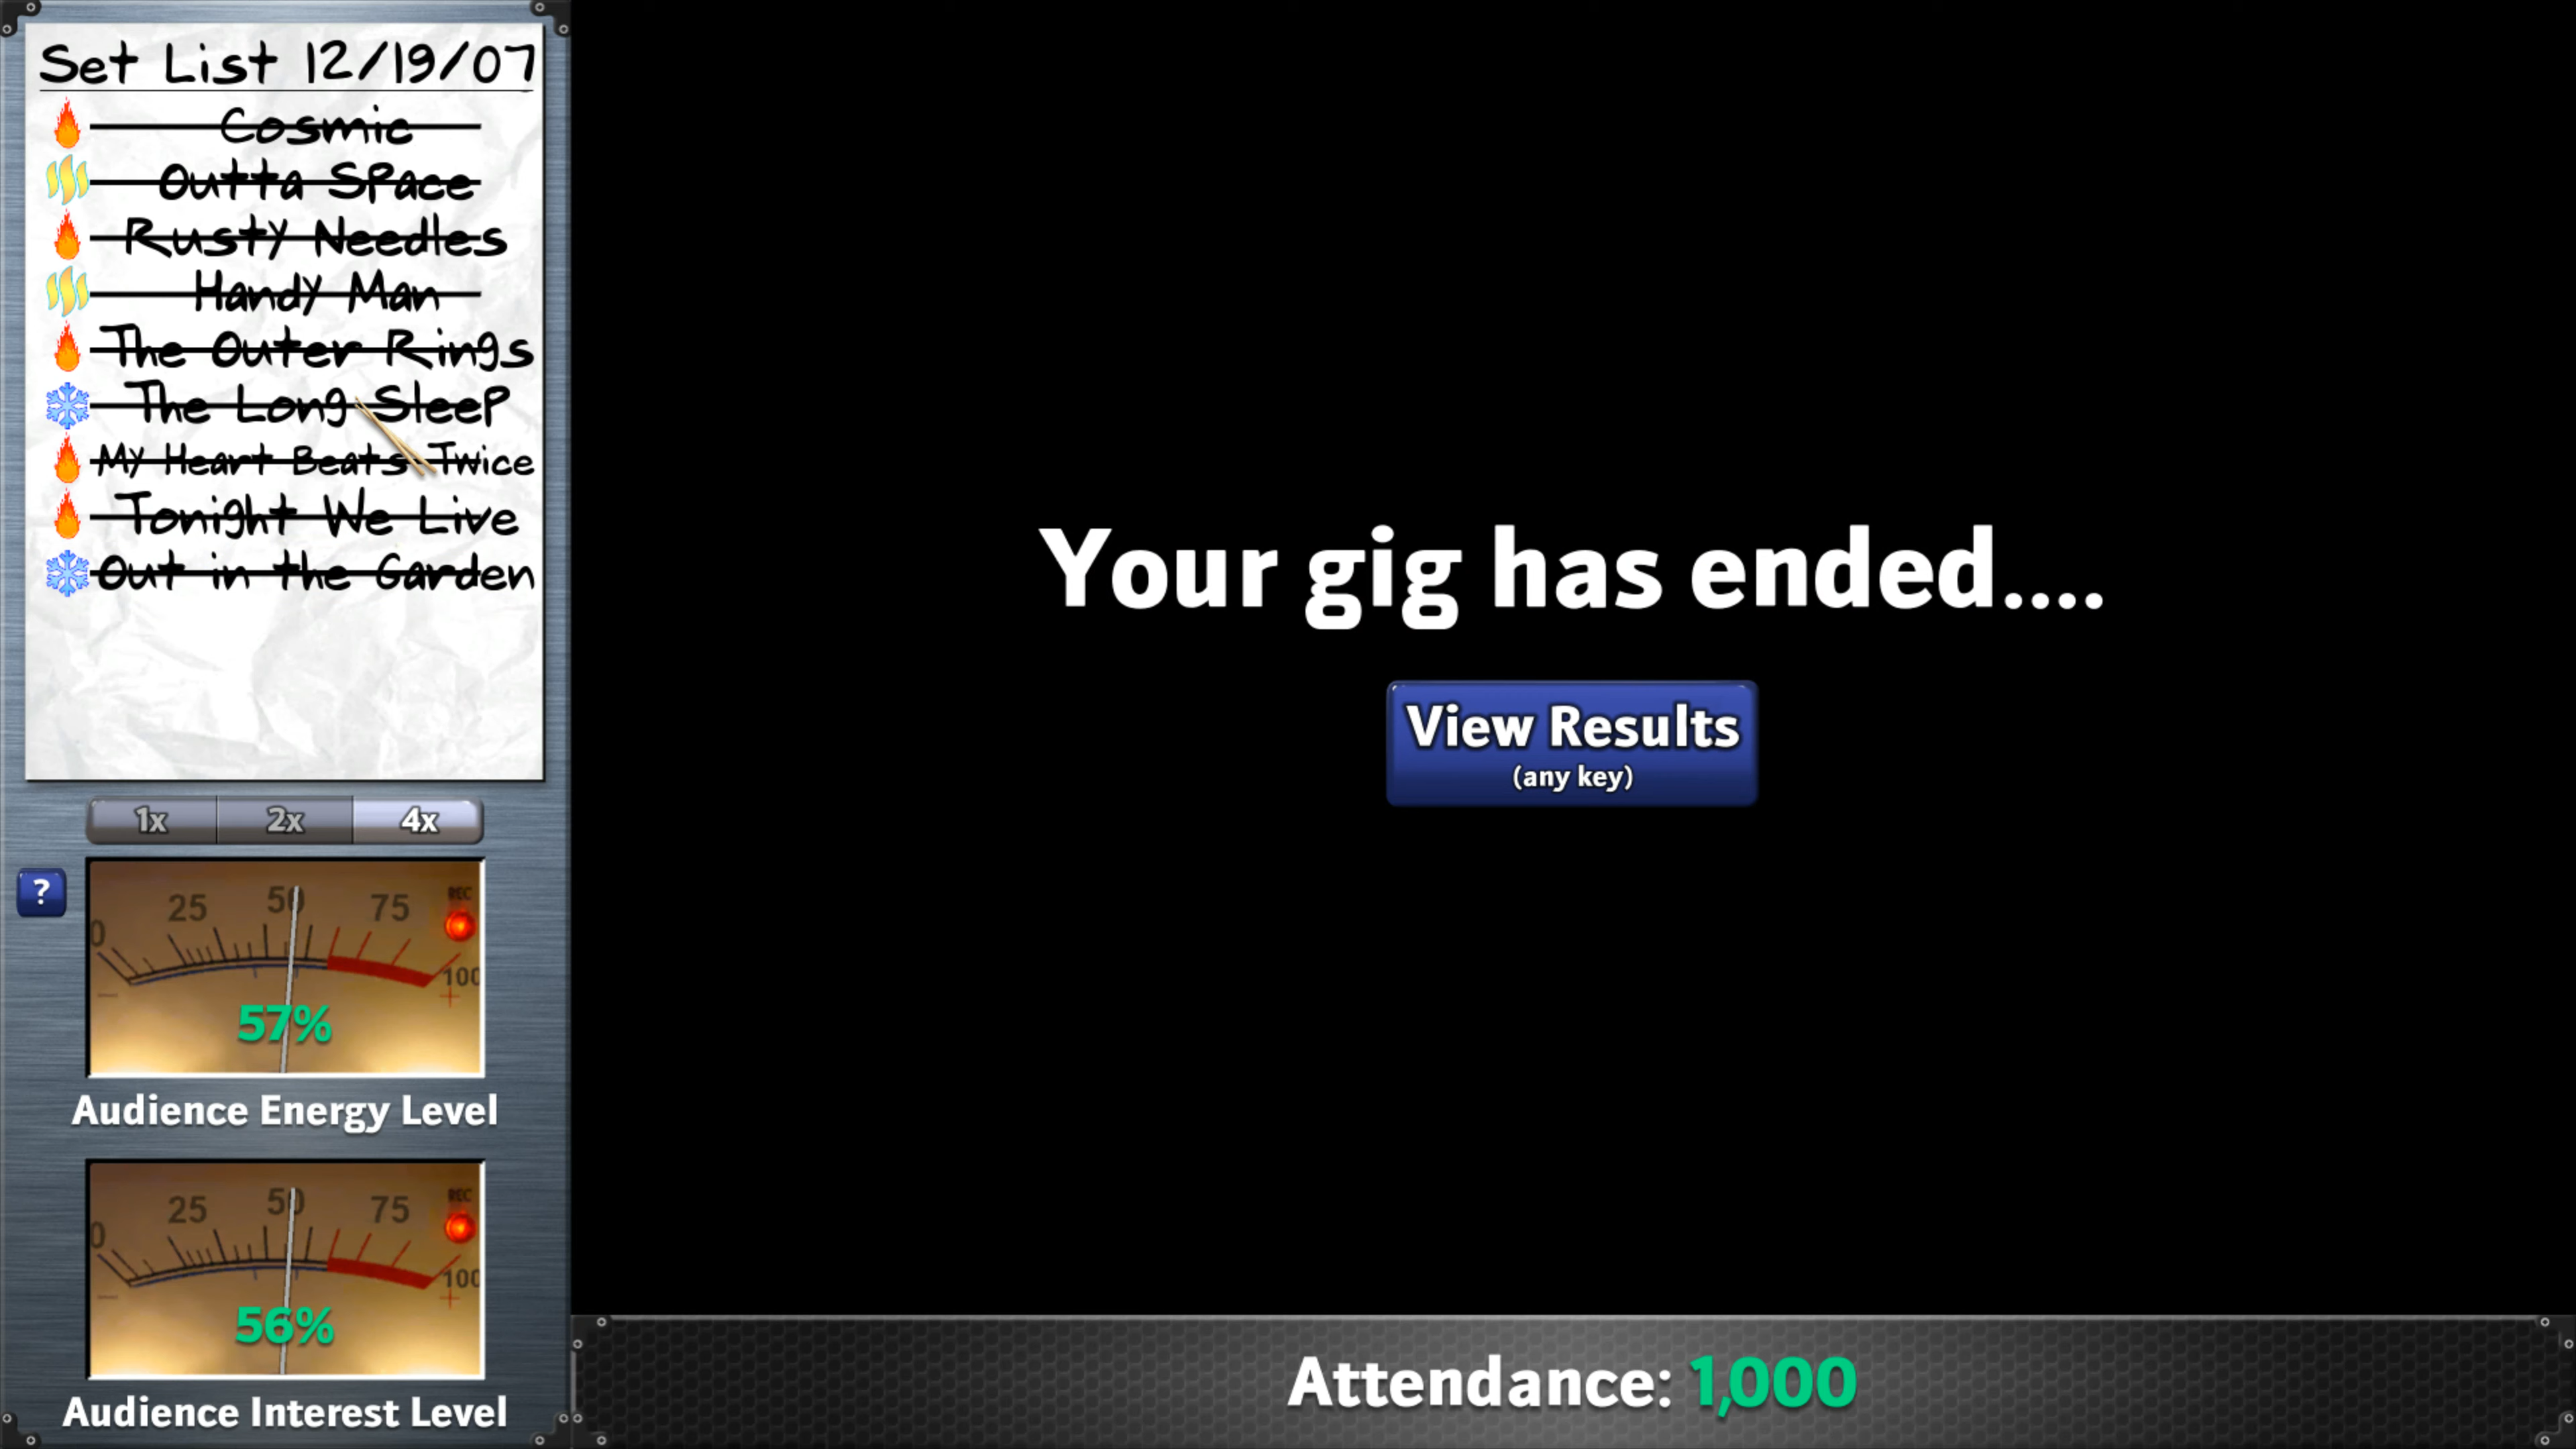 Set List 12/19/07
Cosmic
Outta Space
Rusty Needles
Handy Man
The Outer Rings
The Long Sleep
My Heart Beats Twice
Tonight We Live
Out in the Garden
1x 2x 4x
?
0 25 50 75 100
REC
- +
57%
Audience Energy Level
0 25 50 75 100
REC
- +
56%
Audience Interest Level
Your gig has ended....
View Results
(any key)
Attendance: 1,000